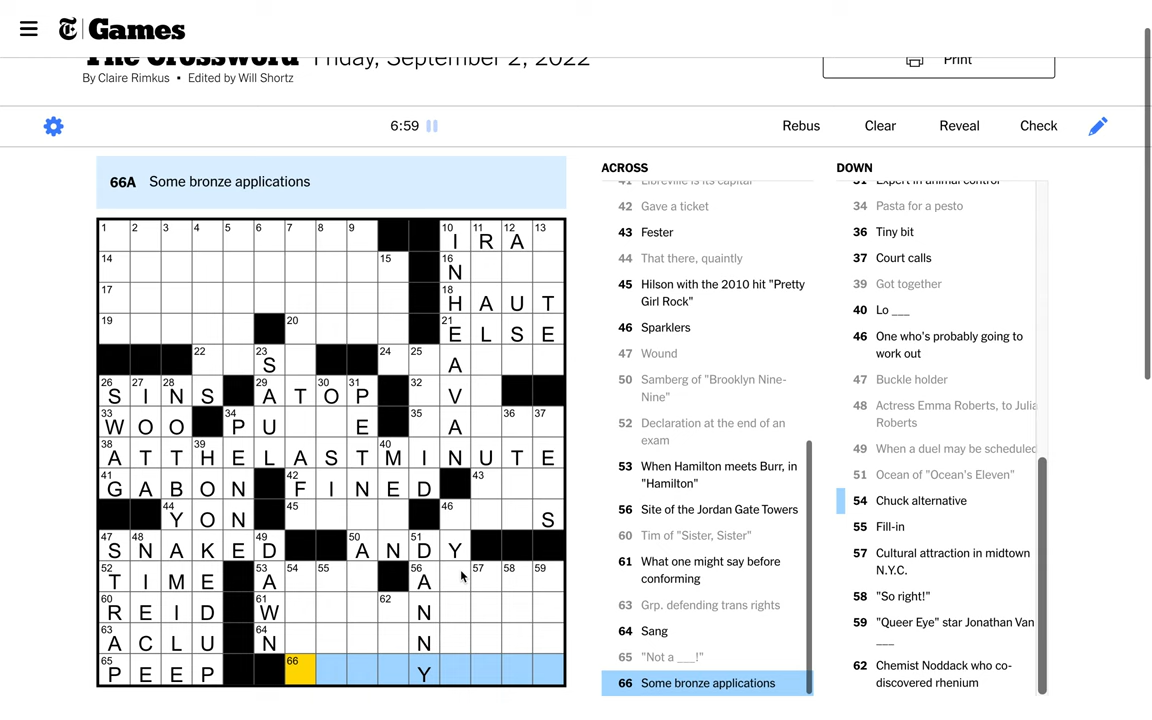 Games
The Crossword Friday, September 2, 2022
Print
By Claire Rimkus • Edited by Will Shortz
6:59
Rebus Clear Reveal Check
66A Some bronze applications
ACROSS
41 Libreville is its capital
42 Gave a ticket
43 Fester
44 That there, quaintly
45 Hilson with the 2010 hit "Pretty
Girl Rock"
46 Sparklers
47 Wound
50 Samberg of "Brooklyn Nine-
Nine"
52 Declaration at the end of an
exam
53 When Hamilton meets Burr, in
"Hamilton"
56 Site of the Jordan Gate Towers
60 Tim of "Sister, Sister"
61 What one might say before
conforming
63 Grp. defending trans rights
64 Sang
65 "Not a ___!"
66 Some bronze applications
DOWN
31 Expert in animal control
34 Pasta for a pesto
36 Tiny bit
37 Court calls
39 Got together
40 Lo ___
46 One who's probably going to
work out
47 Buckle holder
48 Actress Emma Roberts, to Julia
Roberts
49 When a duel may be scheduled
51 Ocean of "Ocean's Eleven"
54 Chuck alternative
55 Fill-in
57 Cultural attraction in midtown
N.Y.C.
58 "So right!"
59 "Queer Eye" star Jonathan Van
___
62 Chemist Noddack who co-
discovered rhenium
1 2 3 4 5 6 7 8 9 10 11 12 13
I R A
14 15 16
N
17 18
H A U T
19 20 21
E L S E
22 23 24 25
S A
26 27 28 29 30 31 32
S I N S A T O P V
33 34 35 36 37
W O O P U E A
38 39 40
A T T H E L A S T M I N U T E
41 42 43
G A B O N F I N E D
44 45 46
Y O N S
47 48 49 50 51
S N A K E D A N D Y
52 53 54 55 56 57 58 59
T I M E A A
60 61 62
R E I D W N
63 64
A C L U N N
65 66
P E E P Y